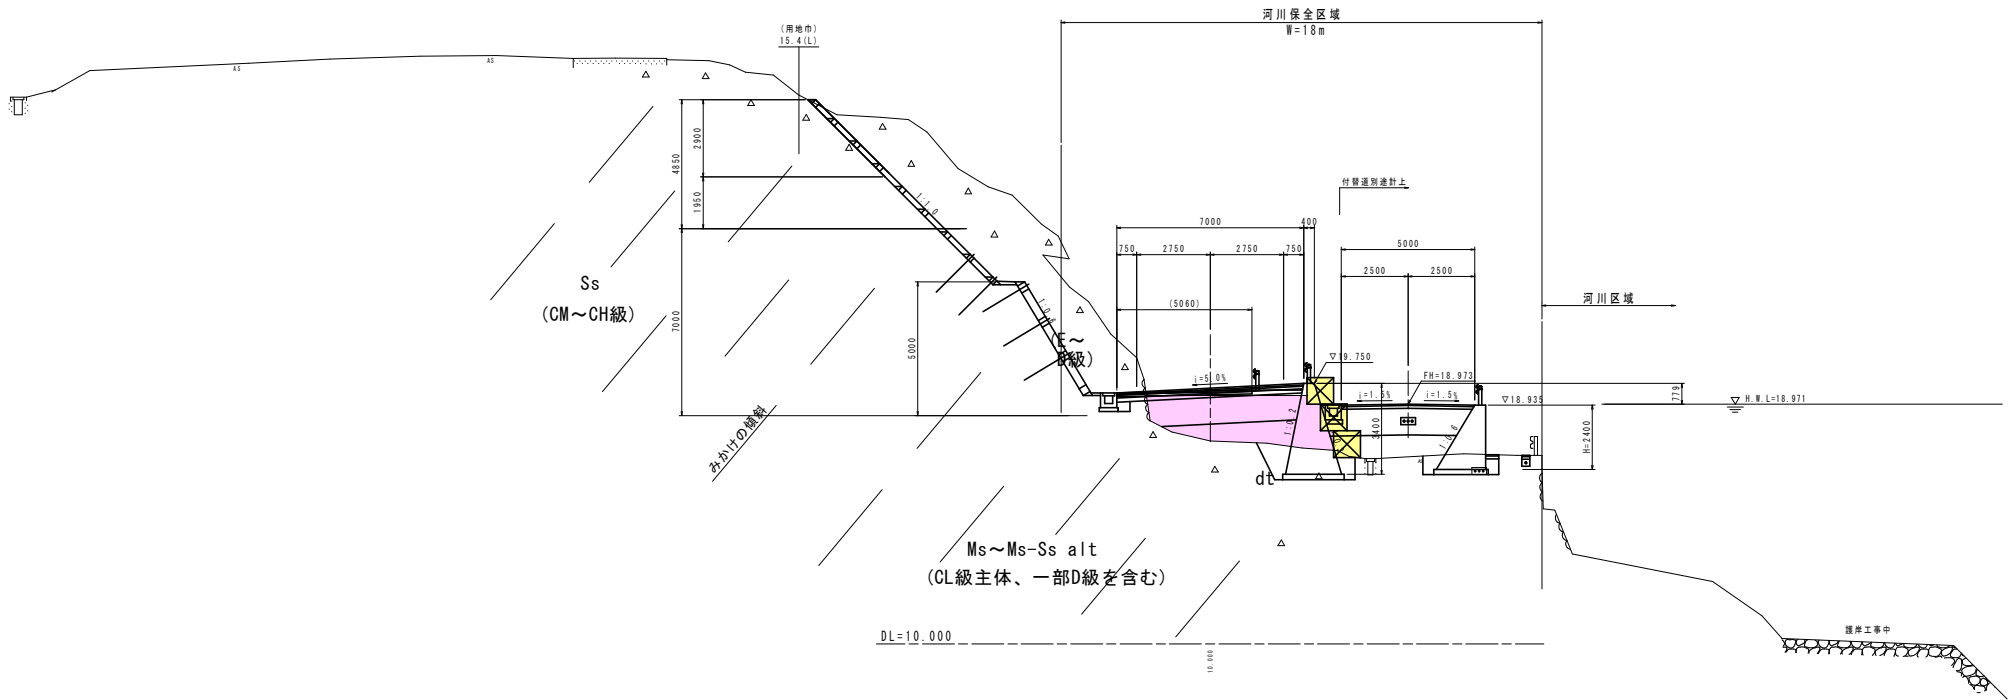 河川保全区域
W=18m
(用地巾)
15.4(L)
AS
AS
2900
4850
1950
7000
5000
1:1.0
付替道別途計上
7000
400
750
2750
2750
750
5000
2500
2500
(5060)
河川区域
Ss
(CM～CH級)
▽19.750
FH=18.973
i=5.0%
i=1.5%
i=1.5%
▽18.935
779
H.W.L=18.971
3400
H=2400
1:0.6
みかけの傾斜
dt
Ms～Ms-Ss alt
(CL級主体、一部D級を含む)
DL=10.000
10.000
護岸工事中